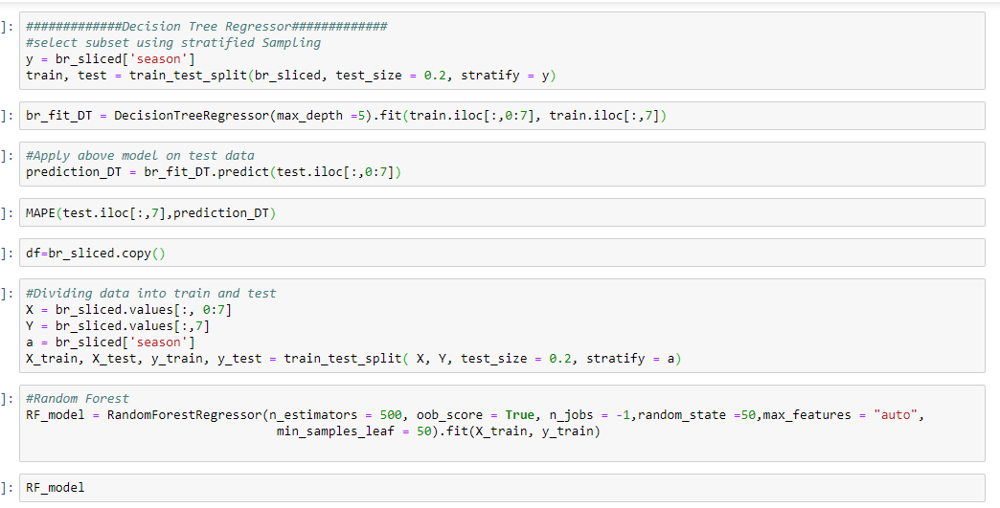 ]: #############Decision Tree Regressor#############
#select subset using stratified Sampling
y = br_sliced['season']
train, test = train_test_split(br_sliced, test_size = 0.2, stratify = y)
]: br_fit_DT = DecisionTreeRegressor(max_depth =5).fit(train.iloc[:,0:7], train.iloc[:,7])
]: #Apply above model on test data
prediction_DT = br_fit_DT.predict(test.iloc[:,0:7])
]: MAPE(test.iloc[:,7],prediction_DT)
]: df=br_sliced.copy()
]: #Dividing data into train and test
X = br_sliced.values[:, 0:7]
Y = br_sliced.values[:,7]
a = br_sliced['season']
X_train, X_test, y_train, y_test = train_test_split( X, Y, test_size = 0.2, stratify = a)
]: #Random Forest
RF_model = RandomForestRegressor(n_estimators = 500, oob_score = True, n_jobs = -1,random_state =50,max_features = "auto",
min_samples_leaf = 50).fit(X_train, y_train)
]: RF_model